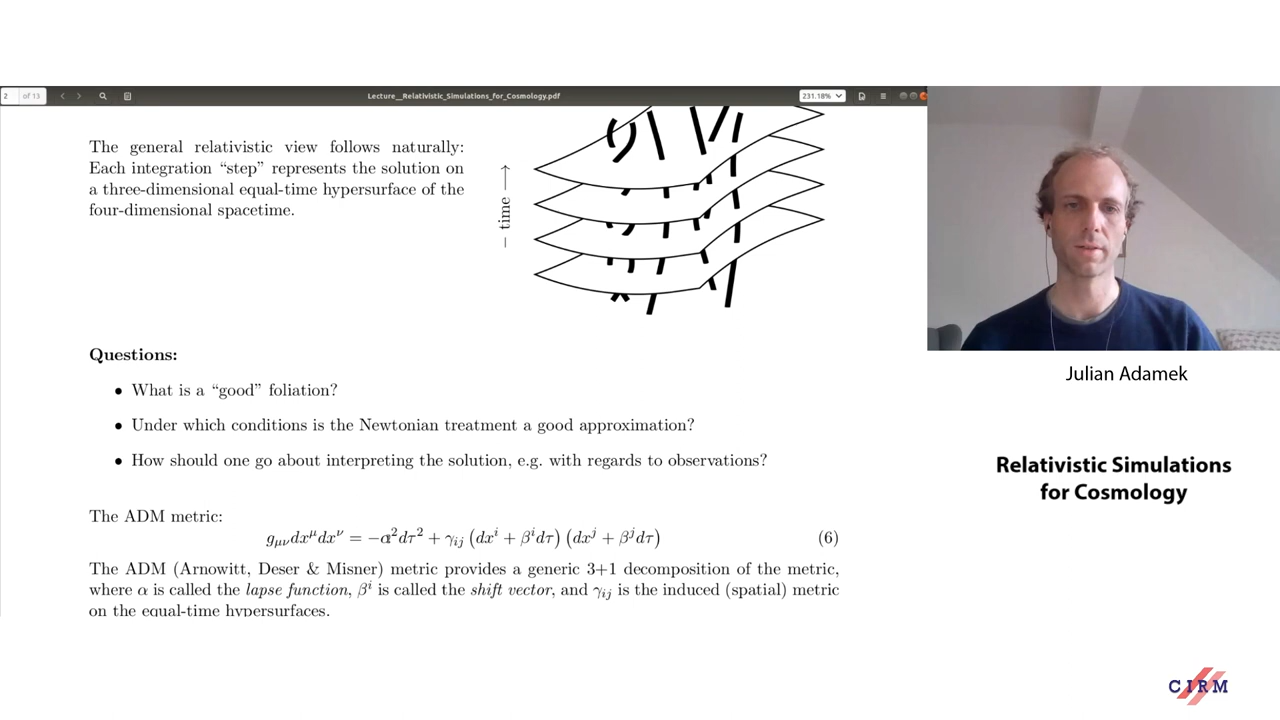 2 of 13
Lecture__Relativistic_Simulations_for_Cosmology.pdf
231.18%
The general relativistic view follows naturally:
Each integration “step” represents the solution on
a three-dimensional equal-time hypersurface of the
four-dimensional spacetime.
– time →
Questions:
• What is a “good” foliation?
• Under which conditions is the Newtonian treatment a good approximation?
• How should one go about interpreting the solution, e.g. with regards to observations?
The ADM metric:
g_{μν}dx^μdx^ν = −α²dτ² + γ_{ij} (dx^i + β^i dτ) (dx^j + β^j dτ) (6)
The ADM (Arnowitt, Deser & Misner) metric provides a generic 3+1 decomposition of the metric,
where α is called the lapse function, β^i is called the shift vector, and γ_{ij} is the induced (spatial) metric
on the equal-time hypersurfaces.
Julian Adamek
Relativistic Simulations
for Cosmology
CIRM